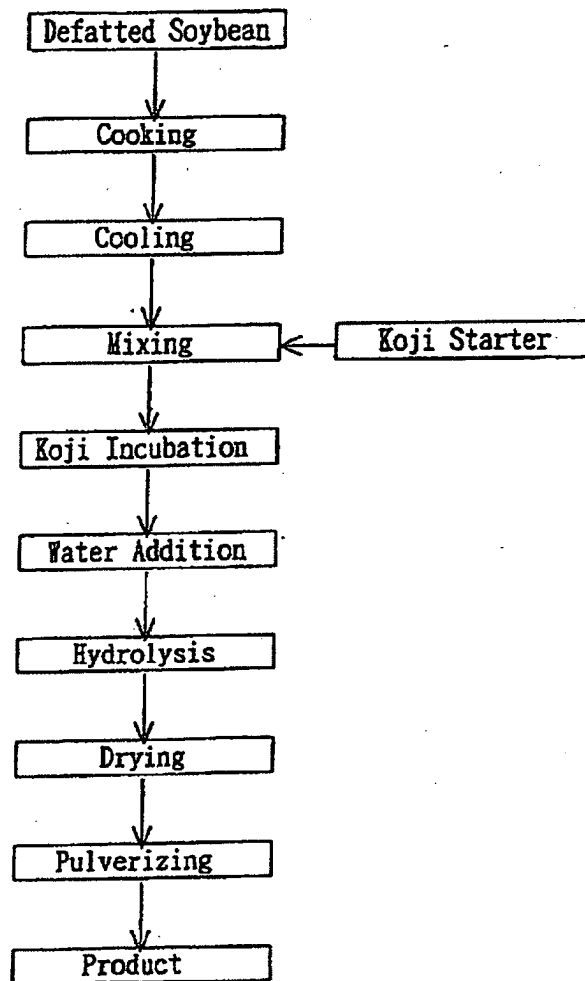 Defatted Soybean
Cooking
Cooling
Mixing
Koji Starter
Koji Incubation
Water Addition
Hydrolysis
Drying
Pulverizing
Product